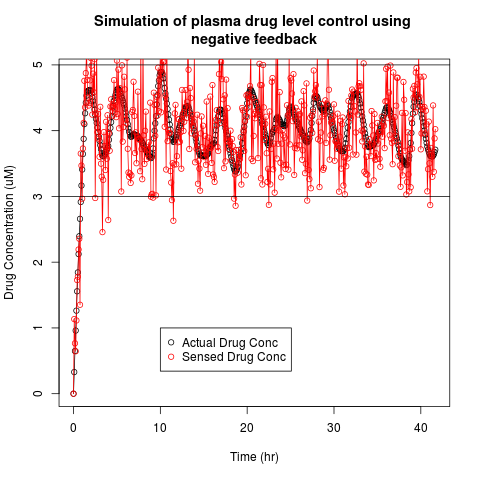 Simulation of plasma drug level control using
negative feedback
Drug Concentration (uM)
5
4
3
2
1
0
Actual Drug Conc
Sensed Drug Conc
0 10 20 30 40
Time (hr)